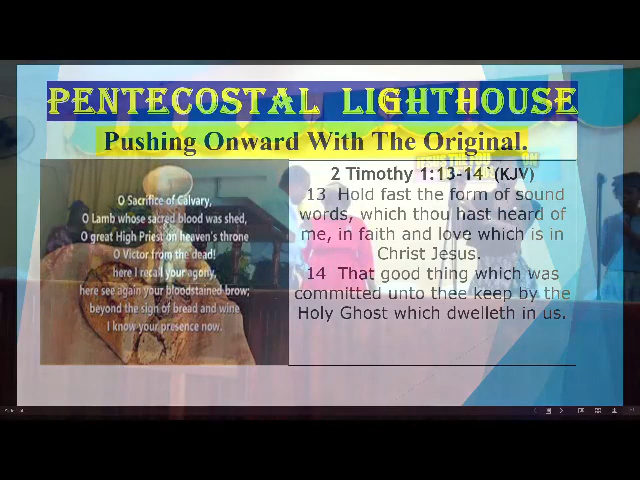 PENTECOSTAL LIGHTHOUSE
Pushing Onward With The Original.
O Sacrifice of Calvary,
O Lamb whose sacred blood was shed,
O great High Priest on heaven's throne
O Victor from the dead!
here I recall your agony,
here see again your bloodstained brow;
beyond the sign of bread and wine
I know your presence now.
2 Timothy 1:13-14 (KJV)
13 Hold fast the form of sound
words, which thou hast heard of
me, in faith and love which is in
Christ Jesus.
14 That good thing which was
committed unto thee keep by the
Holy Ghost which dwelleth in us.